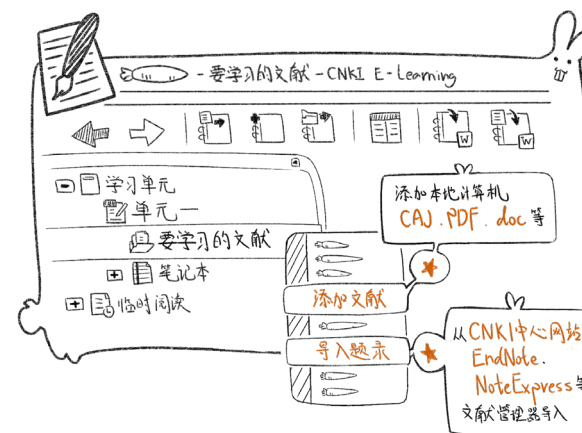 -要学习的文献-CNKI E-Learning
W
W
学习单元
单元一
要学习的文献
笔记本
临时阅读
添加文献
导入题录
添加本地计算机
CAJ.PDF.doc等
从CNKI中心网站
EndNote.
NoteExpress等
文献管理器导入